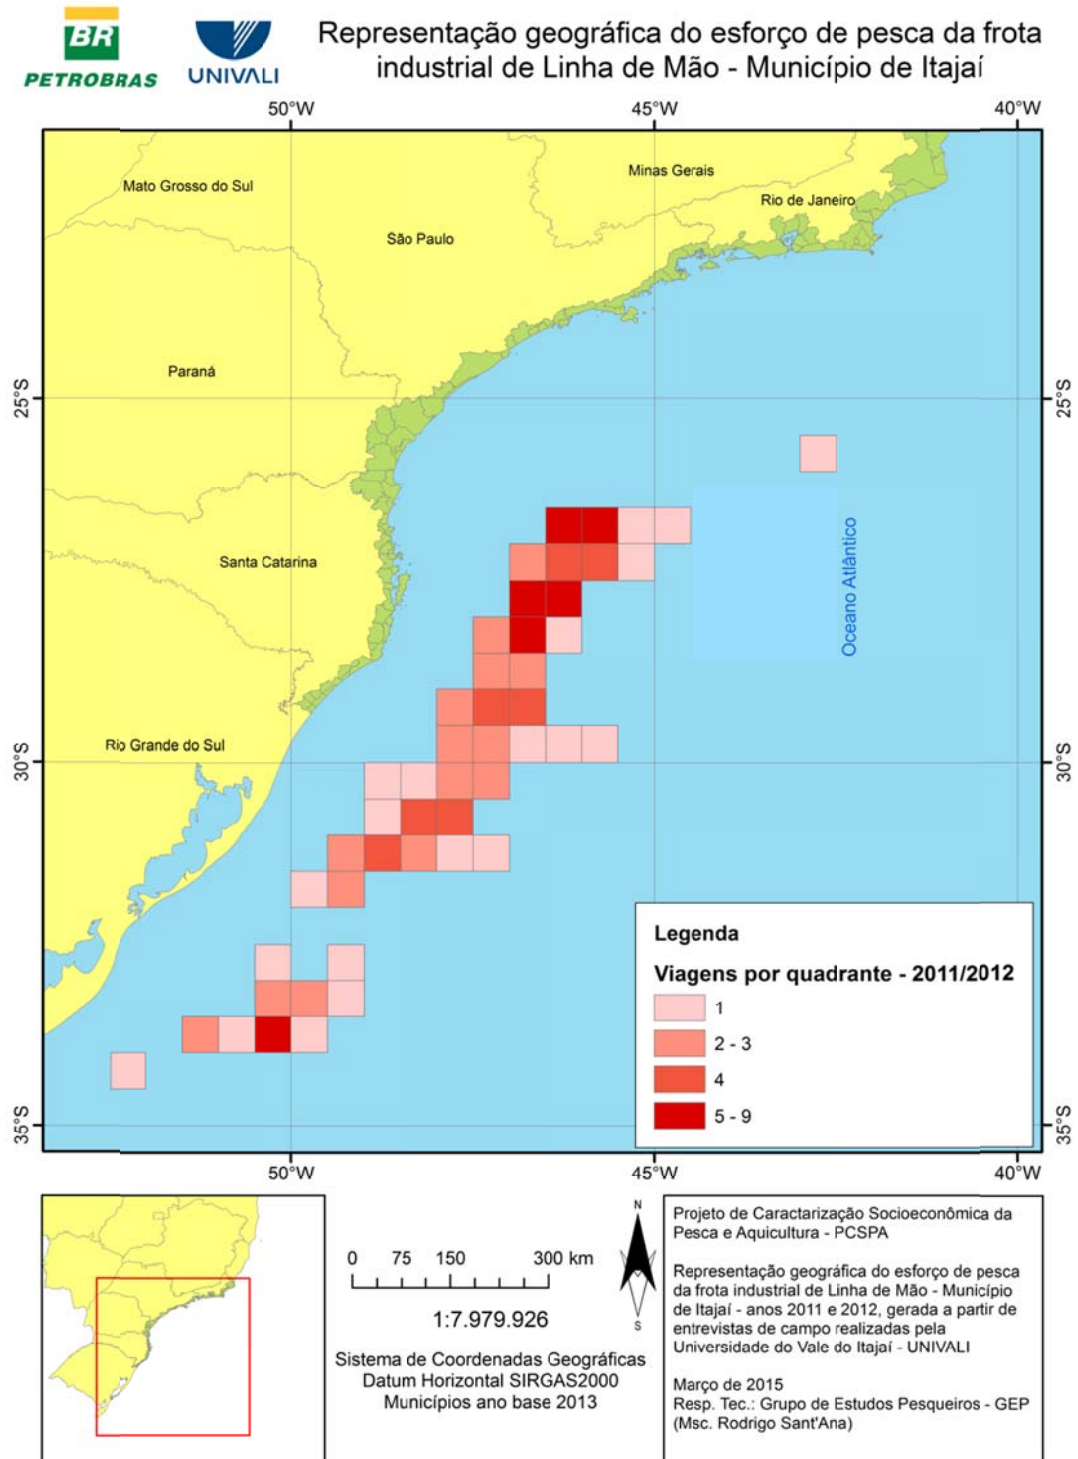 BR
PETROBRAS
UNIVALI
Representação geográfica do esforço de pesca da frota
industrial de Linha de Mão - Município de Itajaí
50°W
45°W
40°W
Mato Grosso do Sul
Minas Gerais
Rio de Janeiro
São Paulo
Paraná
25°S
25°S
Santa Catarina
Oceano Atlântico
Rio Grande do Sul
30°S
30°S
Legenda
Viagens por quadrante - 2011/2012
1
2 - 3
4
5 - 9
35°S
35°S
50°W
45°W
40°W
0 75 150 300 km
1:7.979.926
Sistema de Coordenadas Geográficas
Datum Horizontal SIRGAS2000
Municípios ano base 2013
N
S
Projeto de Caractarização Socioeconômica da
Pesca e Aquicultura - PCSPA
Representação geográfica do esforço de pesca
da frota industrial de Linha de Mão - Município
de Itajaí - anos 2011 e 2012, gerada a partir de
entrevistas de campo realizadas pela
Universidade do Vale do Itajaí - UNIVALI
Março de 2015
Resp. Tec.: Grupo de Estudos Pesqueiros - GEP
(Msc. Rodrigo Sant'Ana)